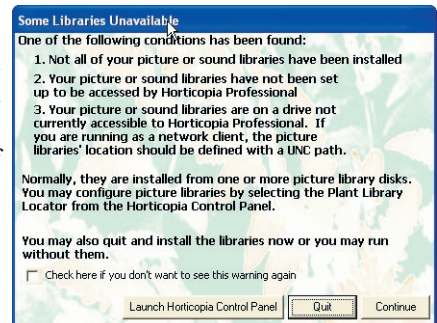 Some Libraries Unavailable
One of the following conditions has been found:
1. Not all of your picture or sound libraries have been installed
2. Your picture or sound libraries have not been set
up to be accessed by Horticopia Professional
3. Your picture or sound libraries are on a drive not
currently accessible to Horticopia Professional. If
you are running as a network client, the picture
libraries' location should be defined with a UNC path.
Normally, they are installed from one or more picture library disks.
You may configure picture libraries by selecting the Plant Library
Locator from the Horticopia Control Panel.
You may also quit and install the libraries now or you may run
without them.
Check here if you don't want to see this warning again
Launch Horticopia Control Panel Quit Continue